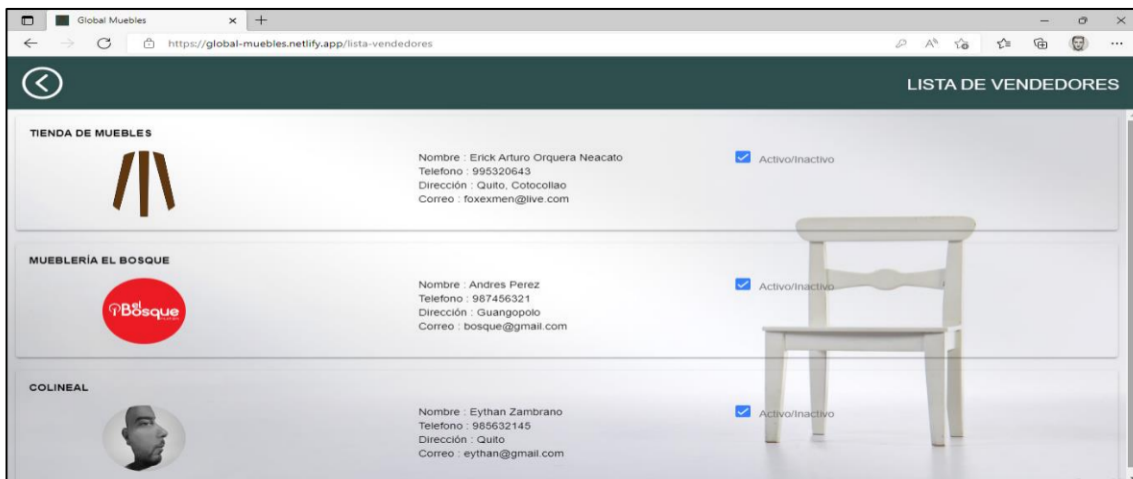 Global Muebles
https://global-muebles.netlify.app/lista-vendedores
LISTA DE VENDEDORES
TIENDA DE MUEBLES
Nombre : Erick Arturo Orquera Neacato
Telefono : 995320643
Dirección : Quito, Cotocollao
Correo : foxexmen@live.com
Activo/Inactivo
MUEBLERÍA EL BOSQUE
el Bosque
Nombre : Andres Perez
Telefono : 987456321
Dirección : Guangopolo
Correo : bosque@gmail.com
Activo/Inactivo
COLINEAL
Nombre : Eythan Zambrano
Telefono : 985632145
Dirección : Quito
Correo : eythan@gmail.com
Activo/Inactivo